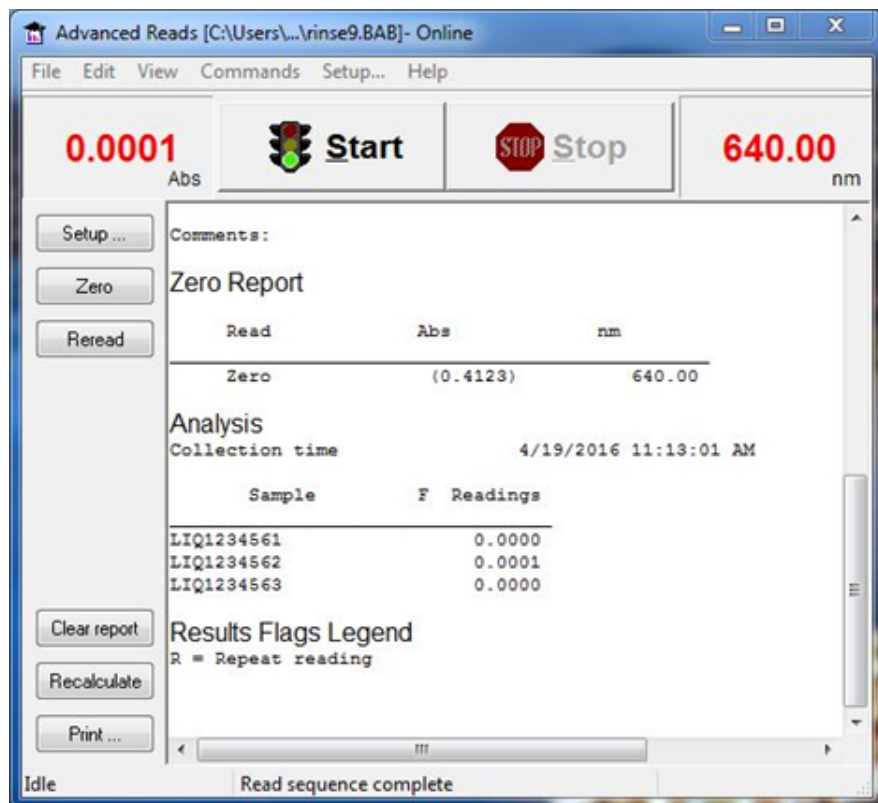 Advanced Reads [C:\Users\...\rinse9.BAB]- Online
File Edit View Commands Setup... Help
0.0001
Abs
Start
STOP Stop
640.00
nm
Setup ...
Zero
Reread
Clear report
Recalculate
Print ...
Comments:
Zero Report
Read Abs nm
Zero (0.4123) 640.00
Analysis
Collection time 4/19/2016 11:13:01 AM
Sample F Readings
LIQ1234561 0.0000
LIQ1234562 0.0001
LIQ1234563 0.0000
Results Flags Legend
R = Repeat reading
Idle Read sequence complete